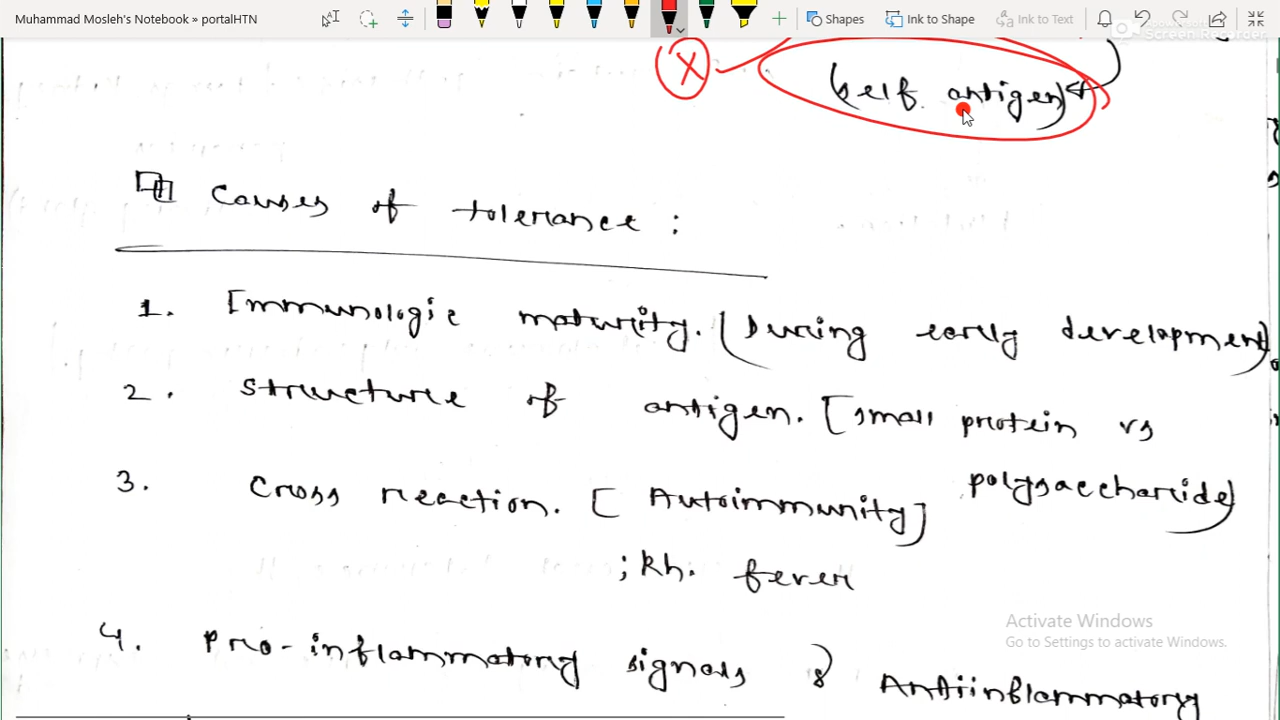 Muhammad Mosleh's Notebook » portalHTN
Shapes Ink to Shape Ink to Text
Screen Recorder
(self antigen)
Causes of tolerance :
1. Immunologic maturity. (During early development)
2. Structure of antigen. [small protein vs
polysaccharide)
3. Cross reaction. [Autoimmunity]
; Rh. fever
4. Pro-inflammatory signals & Antiinflammatory
Activate Windows
Go to Settings to activate Windows.